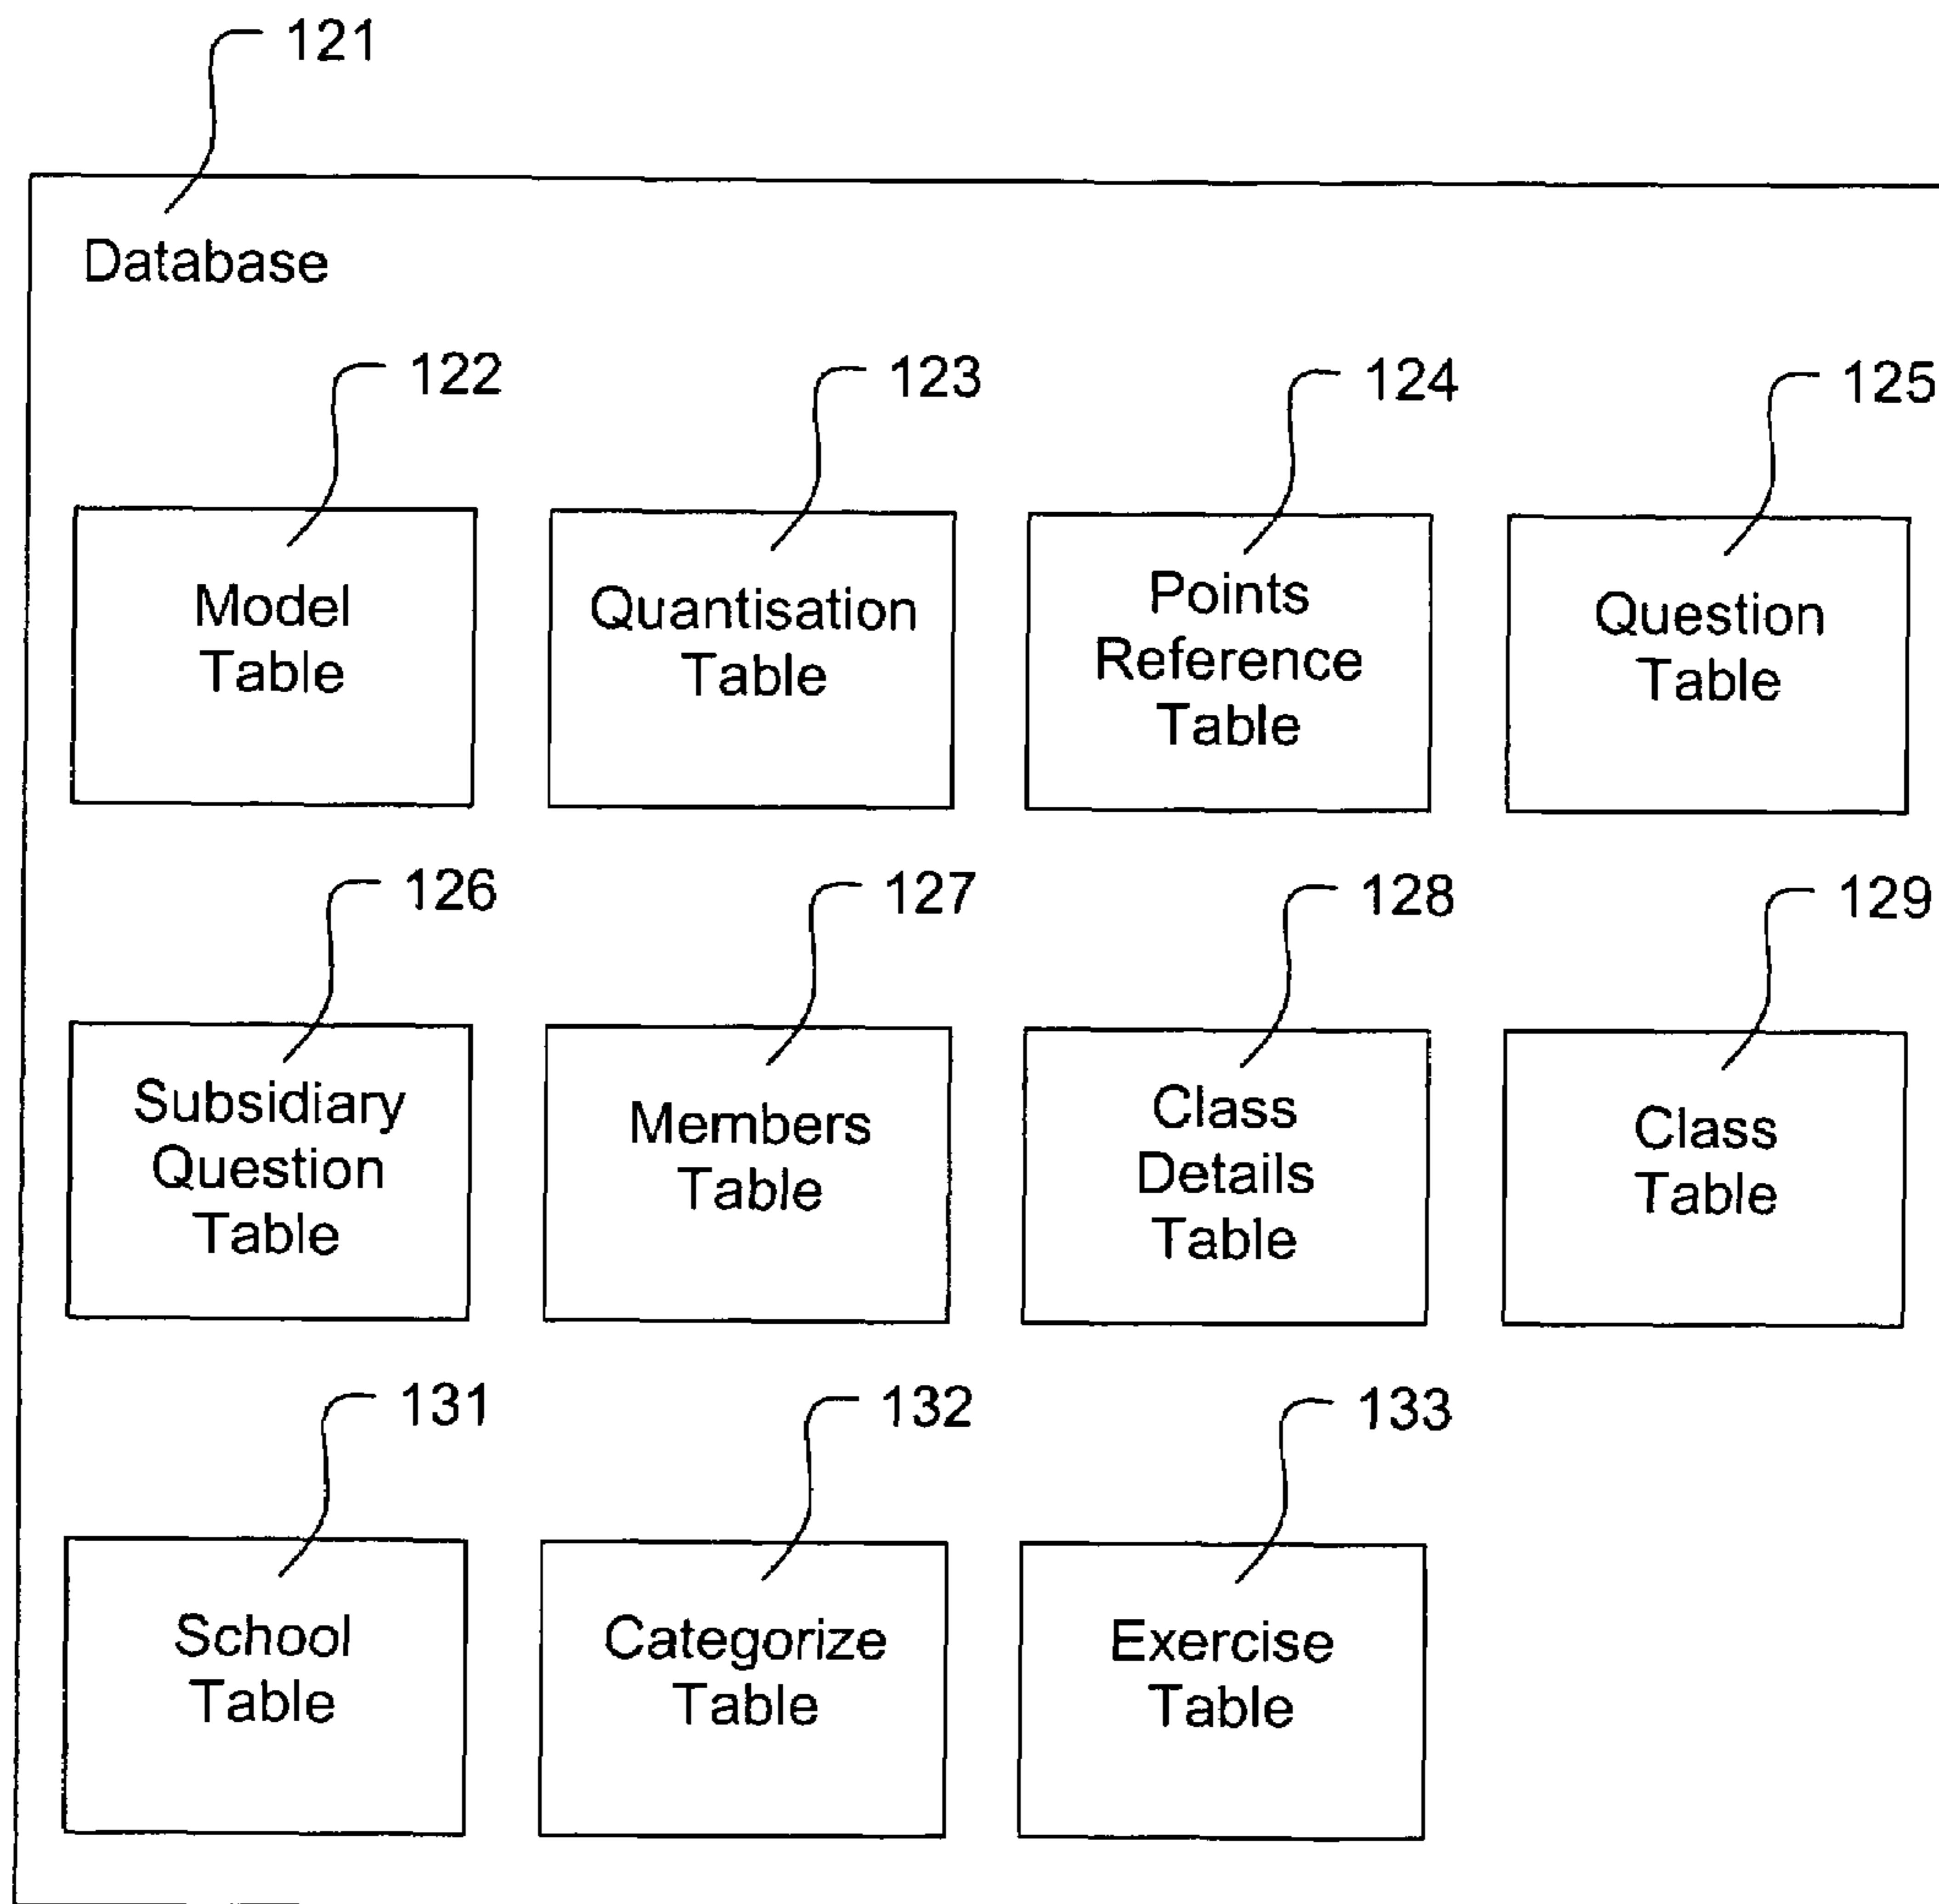 121
Database
122
123
124
125
Model
Table
Quantisation
Table
Points
Reference
Table
Question
Table
126
127
128
129
Subsidiary
Question
Table
Members
Table
Class
Details
Table
Class
Table
131
132
133
School
Table
Categorize
Table
Exercise
Table